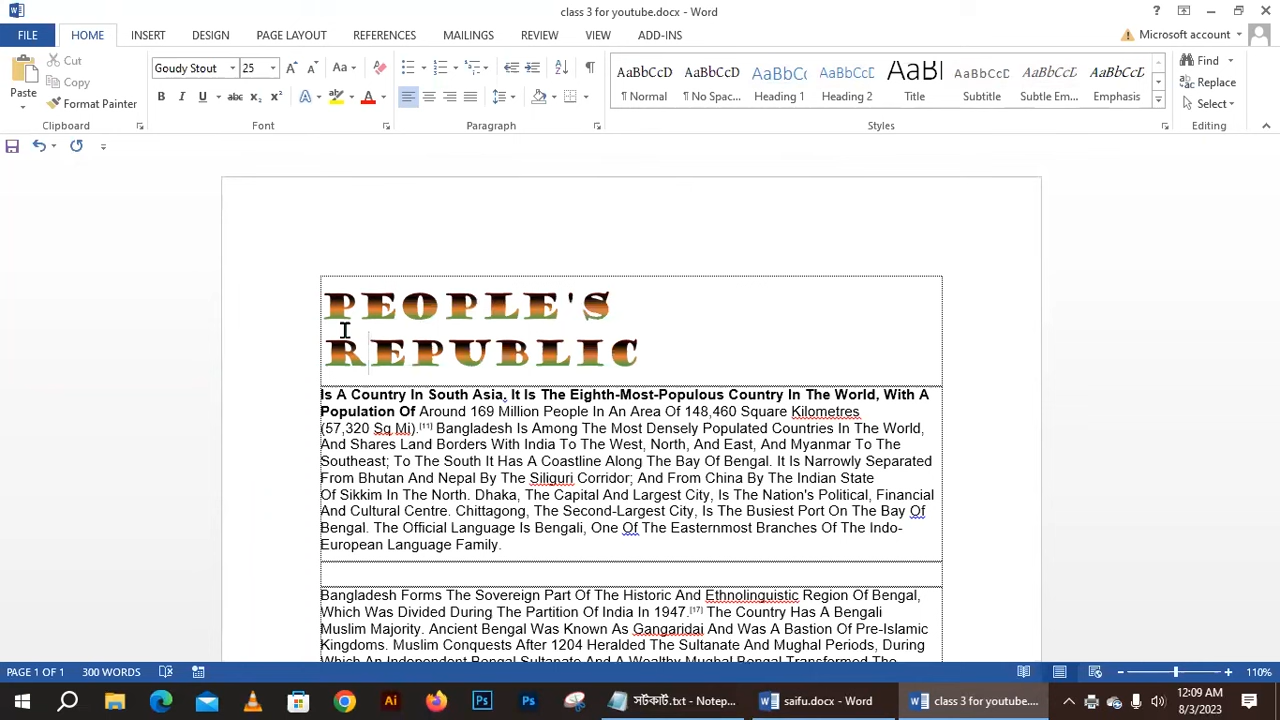 class 3 for youtube.docx - Word
FILE HOME INSERT DESIGN PAGE LAYOUT REFERENCES MAILINGS REVIEW VIEW ADD-INS Microsoft account
Cut
Copy
Format Painter
Paste
Clipboard
Goudy Stout 25
Font
Paragraph
AaBbCcD AaBbCcD AaBbCc AaBbCcD AaBl AaBbCcD AaBbCcD AaBbCcD
¶ Normal ¶ No Spac... Heading 1 Heading 2 Title Subtitle Subtle Em... Emphasis
Styles
Find
Replace
Select
Editing
PEOPLE'S
REPUBLIC
Is A Country In South Asia, It Is The Eighth-Most-Populous Country In The World, With A
Population Of Around 169 Million People In An Area Of 148,460 Square Kilometres
(57,320 Sq Mi).[11] Bangladesh Is Among The Most Densely Populated Countries In The World,
And Shares Land Borders With India To The West, North, And East, And Myanmar To The
Southeast; To The South It Has A Coastline Along The Bay Of Bengal. It Is Narrowly Separated
From Bhutan And Nepal By The Siliguri Corridor; And From China By The Indian State
Of Sikkim In The North. Dhaka, The Capital And Largest City, Is The Nation's Political, Financial
And Cultural Centre. Chittagong, The Second-Largest City, Is The Busiest Port On The Bay Of
Bengal. The Official Language Is Bengali, One Of The Easternmost Branches Of The Indo-
European Language Family.
Bangladesh Forms The Sovereign Part Of The Historic And Ethnolinguistic Region Of Bengal,
Which Was Divided During The Partition Of India In 1947.[17] The Country Has A Bengali
Muslim Majority. Ancient Bengal Was Known As Gangaridai And Was A Bastion Of Pre-Islamic
Kingdoms. Muslim Conquests After 1204 Heralded The Sultanate And Mughal Periods, During
Which An Independent Bengal Sultanate And A Wealthy Mughal Bengal Transformed The
PAGE 1 OF 1 300 WORDS 110%
সর্টকার্ট.txt - Notep... saifu.docx - Word class 3 for youtube.... 12:09 AM
8/3/2023